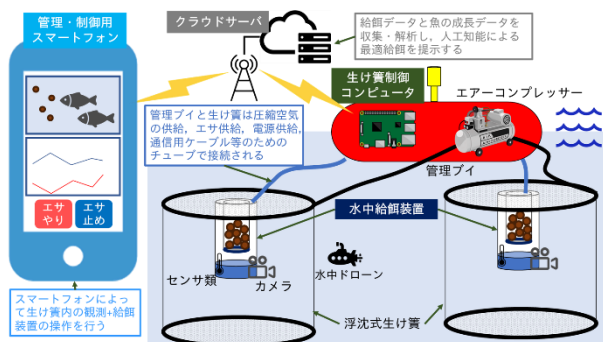 管理・制御用
スマートフォン
エサ
やり
エサ
止め
スマートフォンによっ
て生け簀内の観測+給餌
装置の操作を行う
クラウドサーバ
給餌データと魚の成長データを
収集・解析し，人工知能による
最適給餌を提示する
生け簀制御
コンピュータ
エアーコンプレッサー
管理ブイと生け簀は圧縮空気
の供給，エサ供給，電源供給，
通信用ケーブル等のための
チューブで接続される
管理ブイ
水中給餌装置
センサ類
カメラ
水中ドローン
浮沈式生け簀